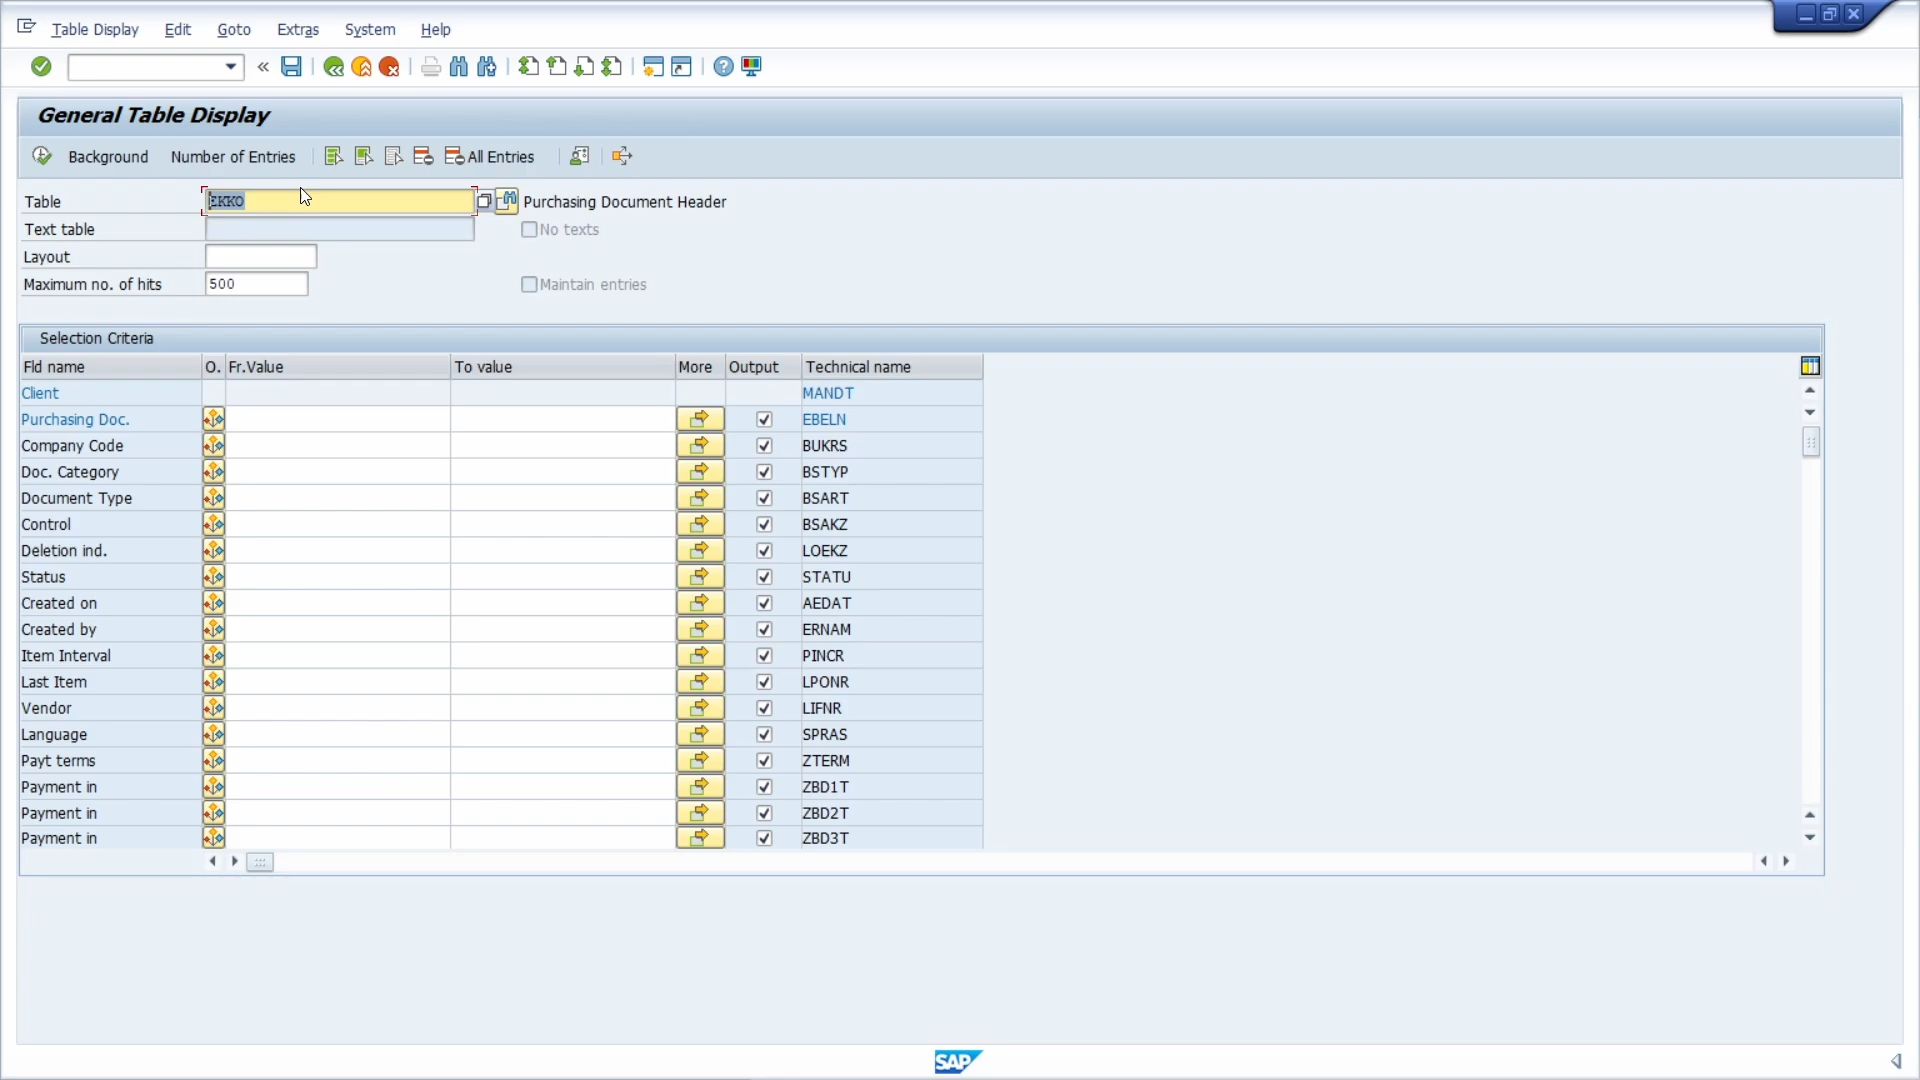 Table Display Edit Goto Extras System Help
General Table Display
Background Number of Entries All Entries
Table EKKO Purchasing Document Header
Text table No texts
Layout
Maximum no. of hits 500 Maintain entries
Selection Criteria
Fld name O. Fr.Value To value More Output Technical name
Client MANDT
Purchasing Doc. EBELN
Company Code BUKRS
Doc. Category BSTYP
Document Type BSART
Control BSAKZ
Deletion ind. LOEKZ
Status STATU
Created on AEDAT
Created by ERNAM
Item Interval PINCR
Last Item LPONR
Vendor LIFNR
Language SPRAS
Payt terms ZTERM
Payment in ZBD1T
Payment in ZBD2T
Payment in ZBD3T
SAP